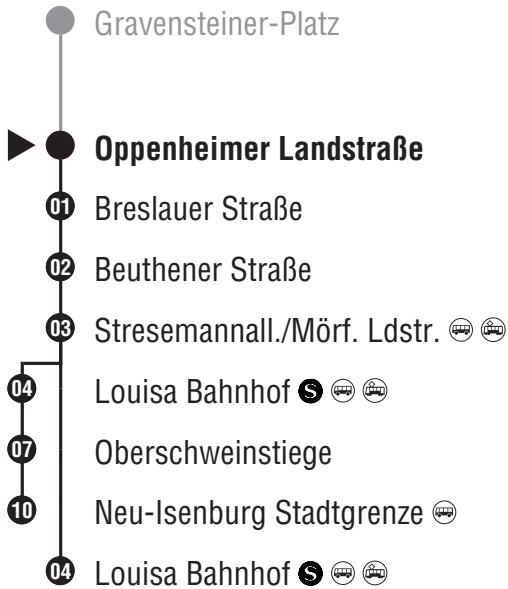 Gravensteiner-Platz
Oppenheimer Landstraße
01 Breslauer Straße
02 Beuthener Straße
03 Stresemannall./Mörf. Ldstr.
04 Louisa Bahnhof S
07 Oberschweinstiege
10 Neu-Isenburg Stadtgrenze
04 Louisa Bahnhof S